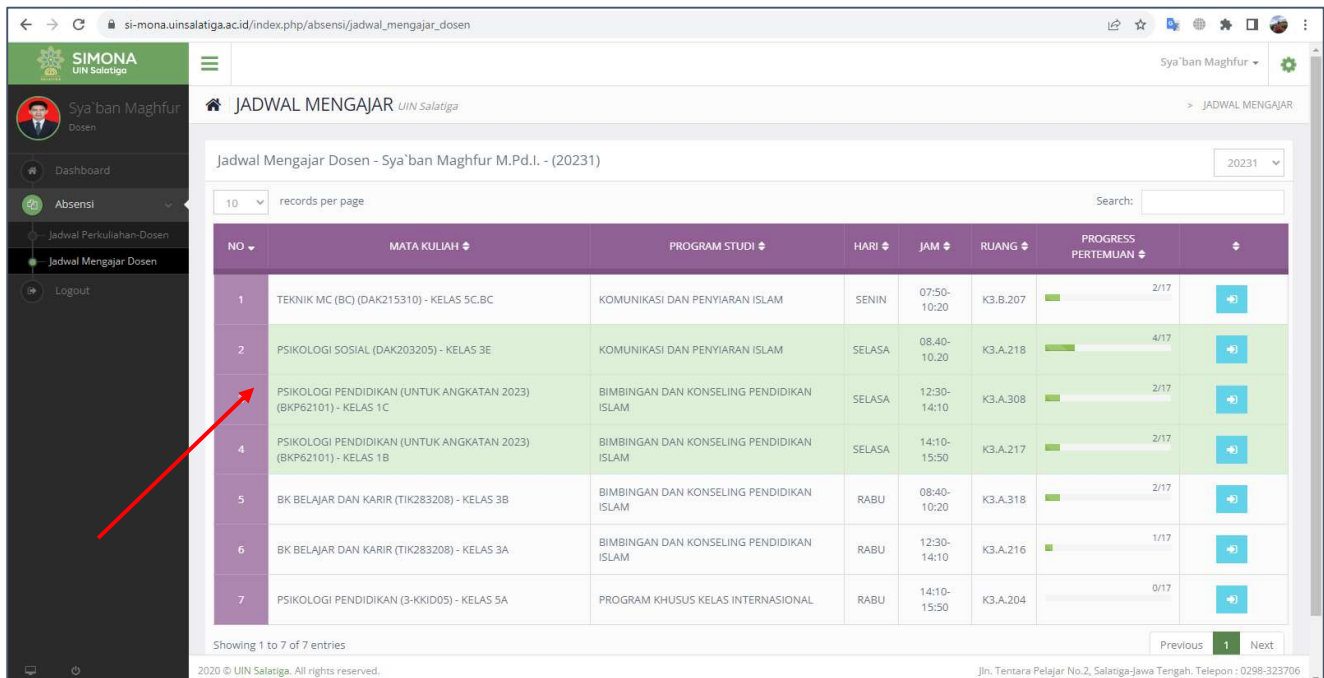 si-mona.uinsalatiga.ac.id/index.php/absensi/jadwal_mengajar_dosen
SIMONA
UIN Salatiga
Sya`ban Maghfur
Sya`ban Maghfur
Dosen
JADWAL MENGAJAR UIN Salatiga
> JADWAL MENGAJAR
Dashboard
Absensi
Jadwal Perkuliahan-Dosen
Jadwal Mengajar Dosen
Logout
Jadwal Mengajar Dosen - Sya`ban Maghfur M.Pd.I. - (20231)
20231
10 records per page
Search:
NO MATA KULIAH PROGRAM STUDI HARI JAM RUANG PROGRESS
PERTEMUAN
1 TEKNIK MC (BC) (DAK215310) - KELAS 5C.BC KOMUNIKASI DAN PENYIARAN ISLAM SENIN 07:50-
10:20 K3.B.207 2/17
2 PSIKOLOGI SOSIAL (DAK203205) - KELAS 3E KOMUNIKASI DAN PENYIARAN ISLAM SELASA 08.40-
10.20 K3.A.218 4/17
PSIKOLOGI PENDIDIKAN (UNTUK ANGKATAN 2023)
(BKP62101) - KELAS 1C
BIMBINGAN DAN KONSELING PENDIDIKAN
ISLAM
SELASA 12:30-
14:10 K3.A.308 2/17
4 PSIKOLOGI PENDIDIKAN (UNTUK ANGKATAN 2023)
(BKP62101) - KELAS 1B
BIMBINGAN DAN KONSELING PENDIDIKAN
ISLAM
SELASA 14:10-
15:50 K3.A.217 2/17
5 BK BELAJAR DAN KARIR (TIK283208) - KELAS 3B
BIMBINGAN DAN KONSELING PENDIDIKAN
ISLAM
RABU 08:40-
10:20 K3.A.318 2/17
6 BK BELAJAR DAN KARIR (TIK283208) - KELAS 3A
BIMBINGAN DAN KONSELING PENDIDIKAN
ISLAM
RABU 12:30-
14:10 K3.A.216 1/17
7 PSIKOLOGI PENDIDIKAN (3-KKID05) - KELAS 5A PROGRAM KHUSUS KELAS INTERNASIONAL RABU 14:10-
15:50 K3.A.204 0/17
Showing 1 to 7 of 7 entries
Previous 1 Next
2020 © UIN Salatiga. All rights reserved.
Jln. Tentara Pelajar No.2, Salatiga-Jawa Tengah. Telepon : 0298-323706